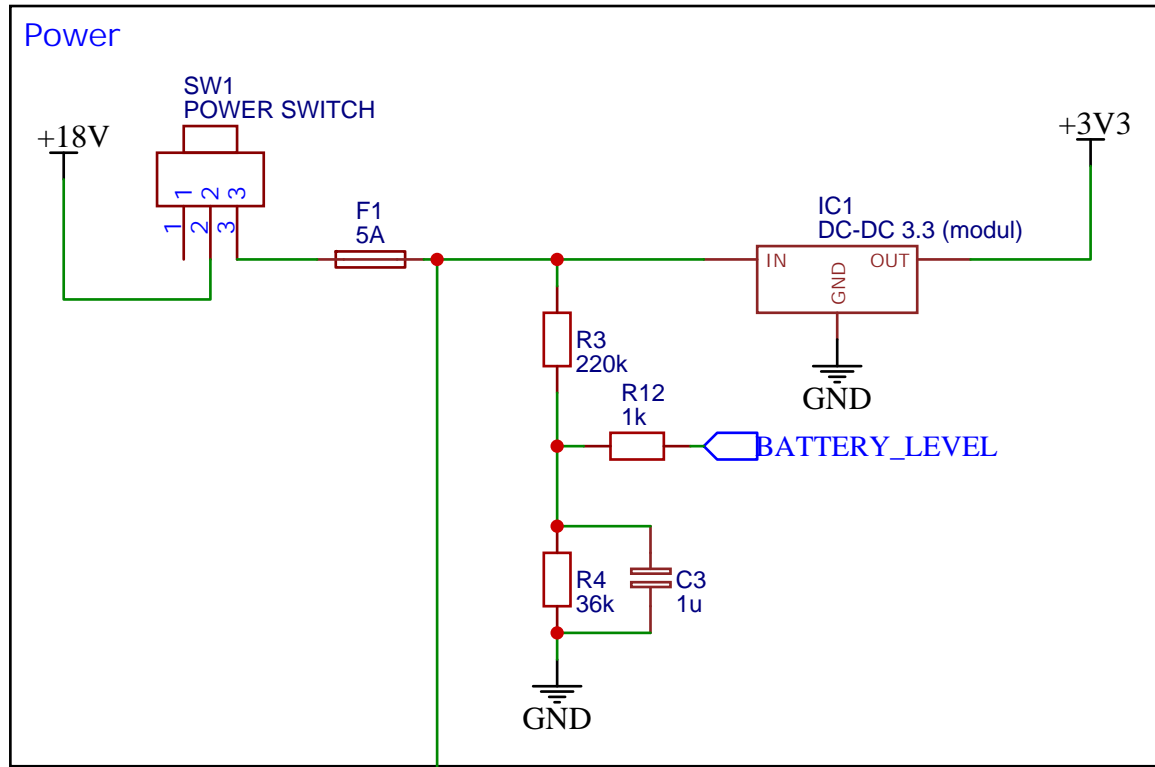 Power
SW1
POWER SWITCH
+18V
+3V3
1 2 3
1 2 3
F1
5A
IC1
DC-DC 3.3 (modul)
IN
OUT
GND
GND
R3
220k
R12
1k
BATTERY_LEVEL
R4
36k
C3
1u
GND